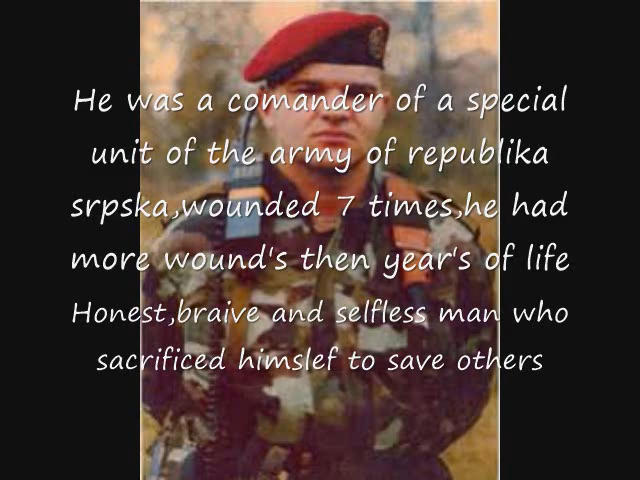 He was a comander of a special
unit of the army of republika
srpska,wounded 7 times,he had
more wound's then year's of life
Honest,braive and selfless man who
sacrificed himslef to save others